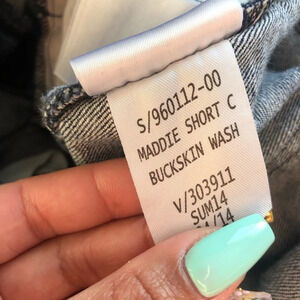 S/960112-00
MADDIE SHORT C
BUCKSKIN WASH
V/303911
SUM14